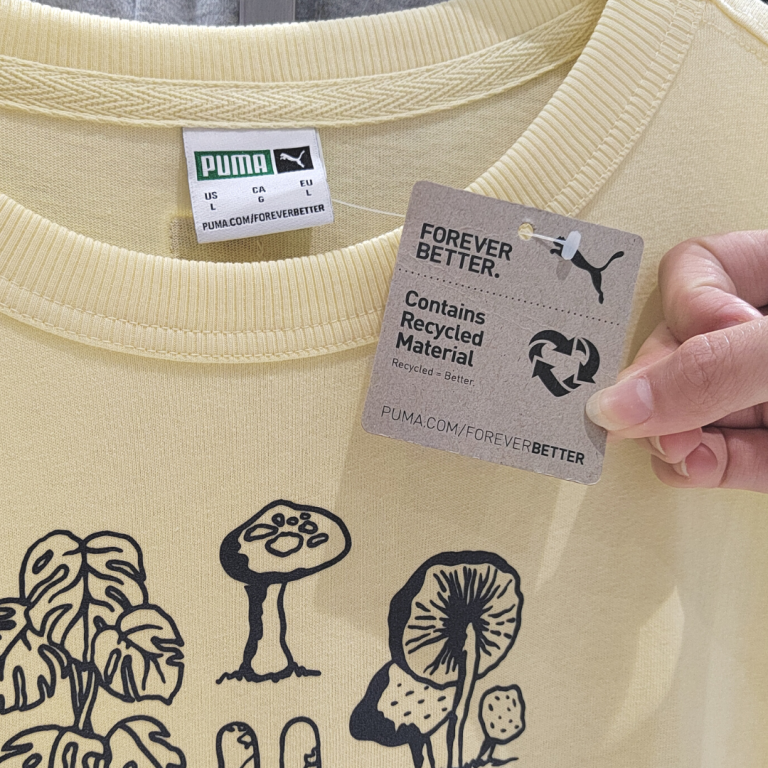 PUMA
US CA EU
L G L
PUMA.COM/FOREVERBETTER
FOREVER
BETTER.
Contains
Recycled
Material
Recycled = Better.
PUMA.COM/FOREVERBETTER